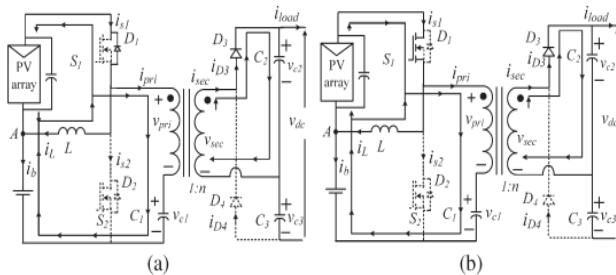 i_s1
D_1
S_1
PV
array
i_pri
i_sec
D_3
i_D3
C_2
i_load
v_c2
v_pri
v_sec
v_dc
A
i_L
L
i_b
i_s2
D_2
S_2
C_1
v_c1
1:n
D_4
i_D4
C_3
v_c3
(a)
i_s1
D_1
S_1
PV
array
i_pri
i_sec
D_3
i_D3
C_2
i_load
v_c2
v_pri
v_sec
v_dc
A
i_L
L
i_b
i_s2
D_2
S_2
C_1
v_c1
1:n
D_4
i_D4
C_3
v_c3
(b)